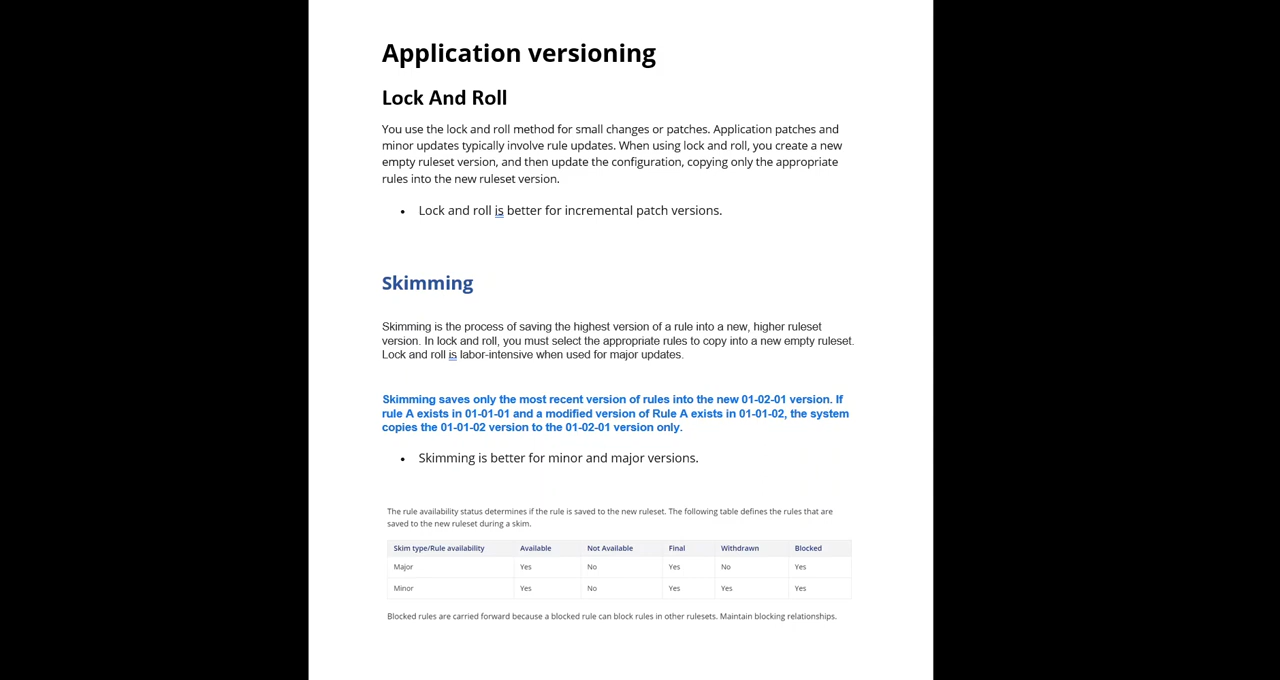 Application versioning
Lock And Roll
You use the lock and roll method for small changes or patches. Application patches and
minor updates typically involve rule updates. When using lock and roll, you create a new
empty ruleset version, and then update the configuration, copying only the appropriate
rules into the new ruleset version.
• Lock and roll is better for incremental patch versions.
Skimming
Skimming is the process of saving the highest version of a rule into a new, higher ruleset
version. In lock and roll, you must select the appropriate rules to copy into a new empty ruleset.
Lock and roll is labor-intensive when used for major updates.
Skimming saves only the most recent version of rules into the new 01-02-01 version. If
rule A exists in 01-01-01 and a modified version of Rule A exists in 01-01-02, the system
copies the 01-01-02 version to the 01-02-01 version only.
• Skimming is better for minor and major versions.
The rule availability status determines if the rule is saved to the new ruleset. The following table defines the rules that are
saved to the new ruleset during a skim.
Skim type/Rule availability Available Not Available Final Withdrawn Blocked
Major Yes No Yes No Yes
Minor Yes No Yes Yes Yes
Blocked rules are carried forward because a blocked rule can block rules in other rulesets. Maintain blocking relationships.